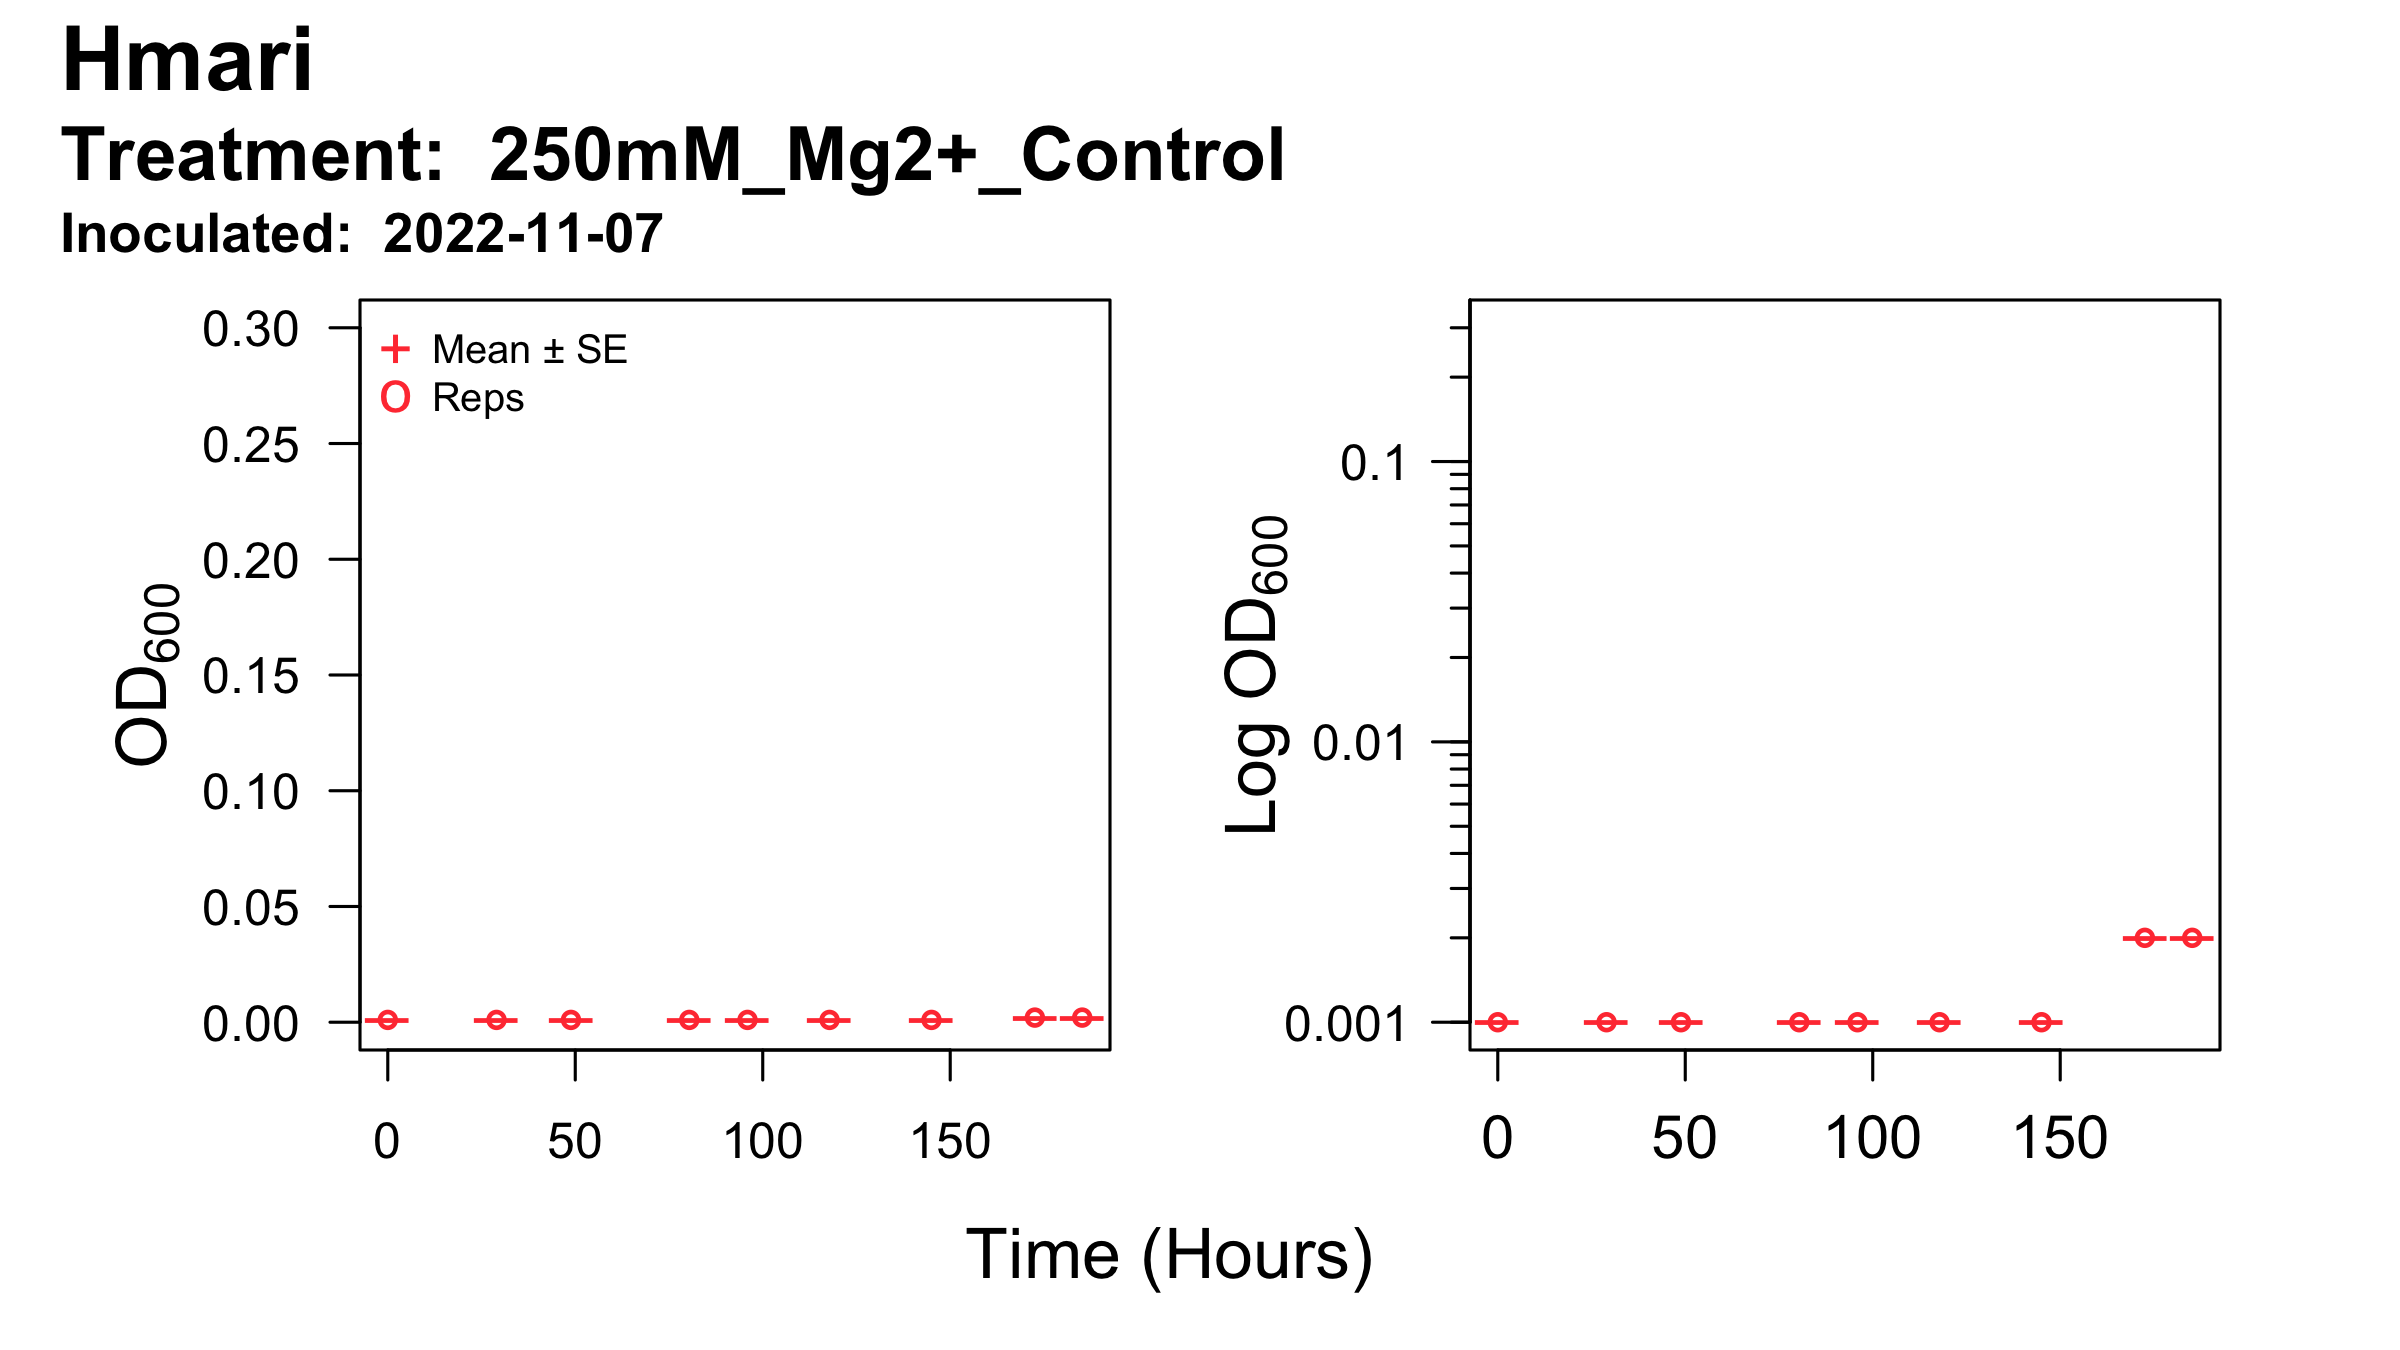 Hmari
Treatment:  250mM_Mg2+_Control
Inoculated:  2022-11-07
OD600
0.30
0.25
0.20
0.15
0.10
0.05
0.00
+ Mean ± SE
O Reps
0 50 100 150
Log OD600
0.1
0.01
0.001
0 50 100 150
Time (Hours)